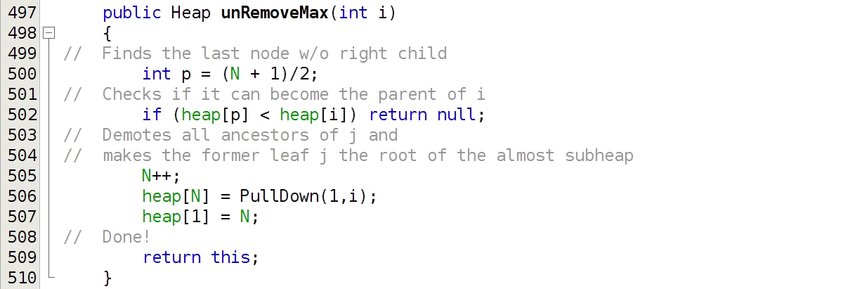 497 public Heap unRemoveMax(int i)
498 {
499 // Finds the last node w/o right child
500 int p = (N + 1)/2;
501 // Checks if it can become the parent of i
502 if (heap[p] < heap[i]) return null;
503 // Demotes all ancestors of j and
504 // makes the former leaf j the root of the almost subheap
505 N++;
506 heap[N] = PullDown(1,i);
507 heap[1] = N;
508 // Done!
509 return this;
510 }